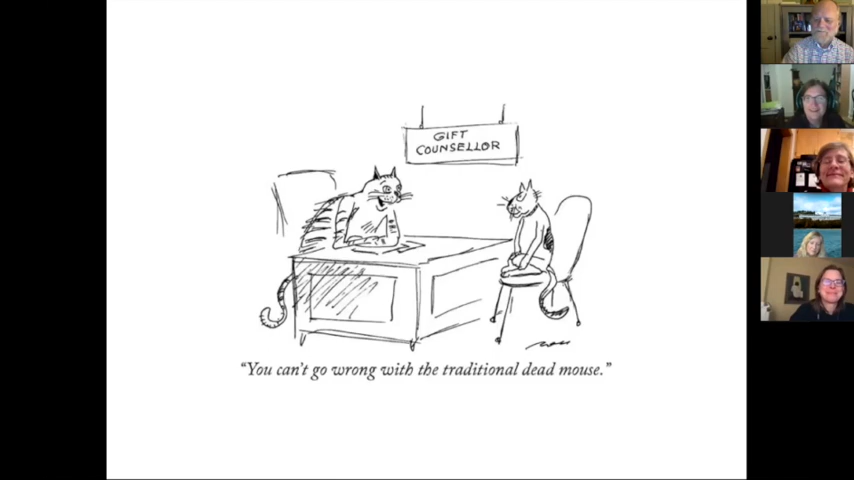 GIFT
COUNSELLOR
“You can’t go wrong with the traditional dead mouse.”